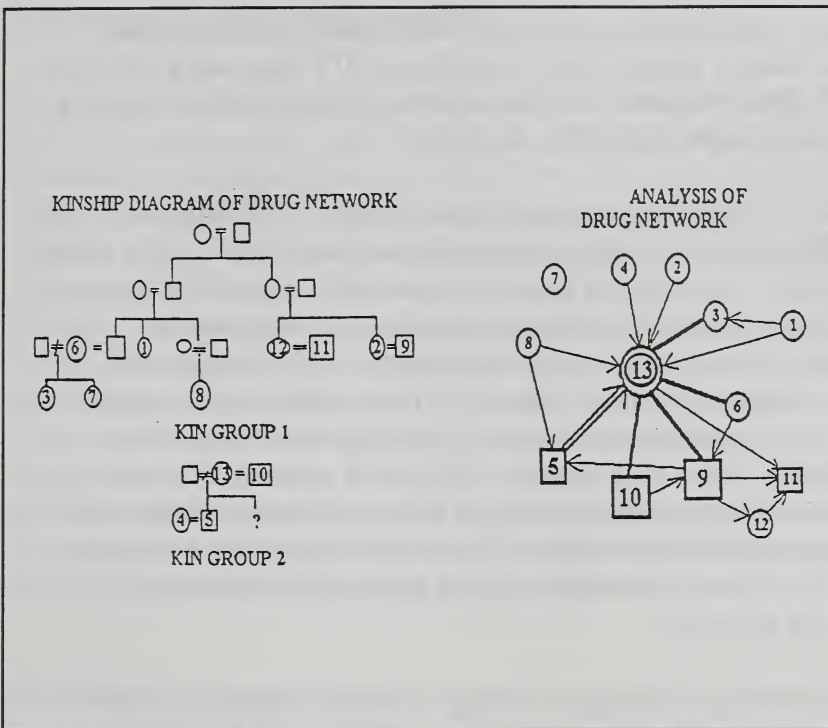 KINSHIP DIAGRAM OF DRUG NETWORK
6 1 12 = 11 2 = 9
3 7 8
KIN GROUP 1
13 = 10
4 = 5 ?
KIN GROUP 2
ANALYSIS OF
DRUG NETWORK
7 4 2
3 1
8
13
6
5
9 11
10
12